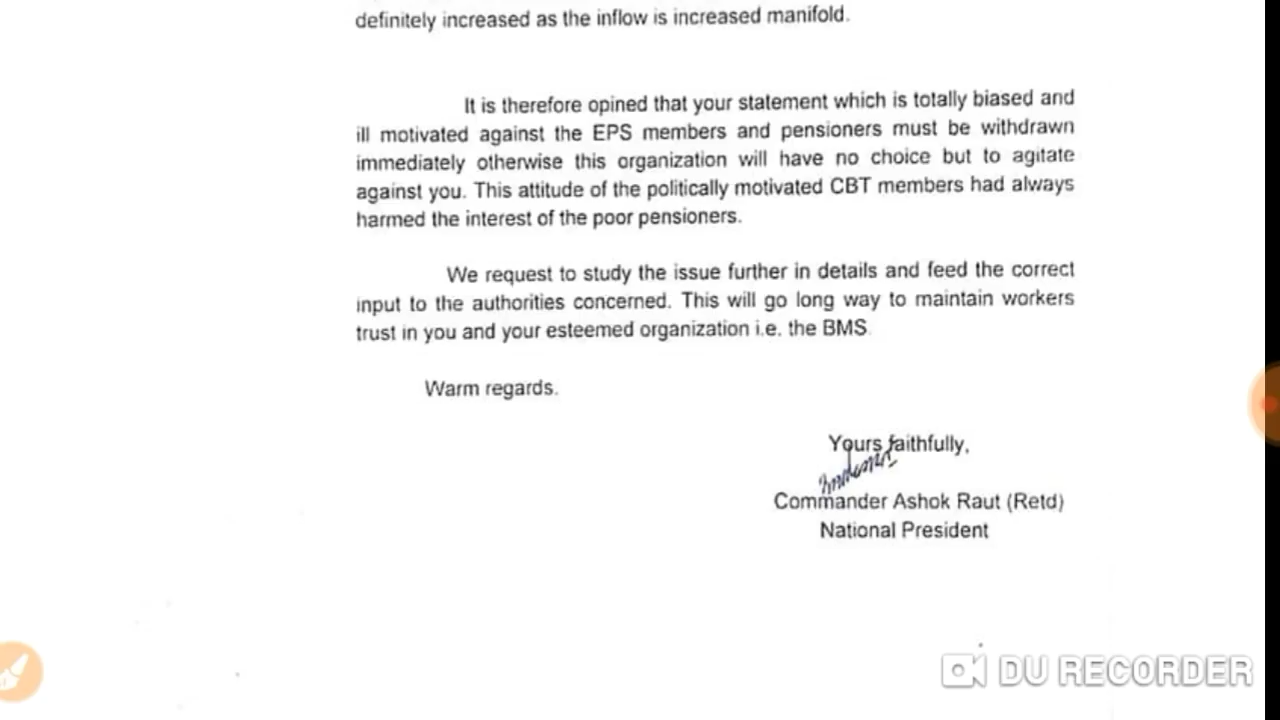 definitely increased as the inflow is increased manifold.
It is therefore opined that your statement which is totally biased and
ill motivated against the EPS members and pensioners must be withdrawn
immediately otherwise this organization will have no choice but to agitate
against you. This attitude of the politically motivated CBT members had always
harmed the interest of the poor pensioners.
We request to study the issue further in details and feed the correct
input to the authorities concerned. This will go long way to maintain workers
trust in you and your esteemed organization i.e. the BMS.
Warm regards.
Yours faithfully,
Commander Ashok Raut (Retd)
National President
DU RECORDER